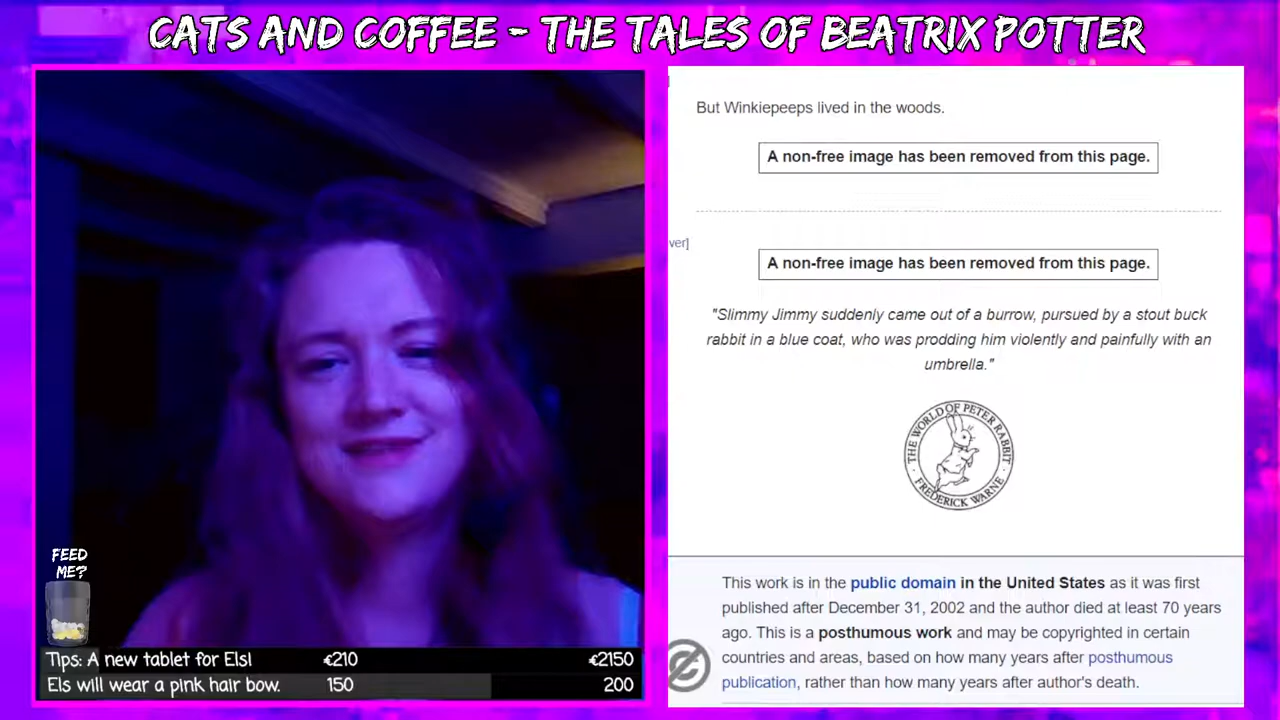 CATS AND COFFEE - THE TALES OF BEATRIX POTTER
But Winkiepeeps lived in the woods.
A non-free image has been removed from this page.
ver]
A non-free image has been removed from this page.
"Slimmy Jimmy suddenly came out of a burrow, pursued by a stout buck
rabbit in a blue coat, who was prodding him violently and painfully with an
umbrella."
THE WORLD OF PETER RABBIT
FREDERICK WARNE
This work is in the public domain in the United States as it was first
published after December 31, 2002 and the author died at least 70 years
ago. This is a posthumous work and may be copyrighted in certain
countries and areas, based on how many years after posthumous
publication, rather than how many years after author's death.
FEED
ME?
Tips: A new tablet for Els! €210 €2150
Els will wear a pink hair bow. 150 200